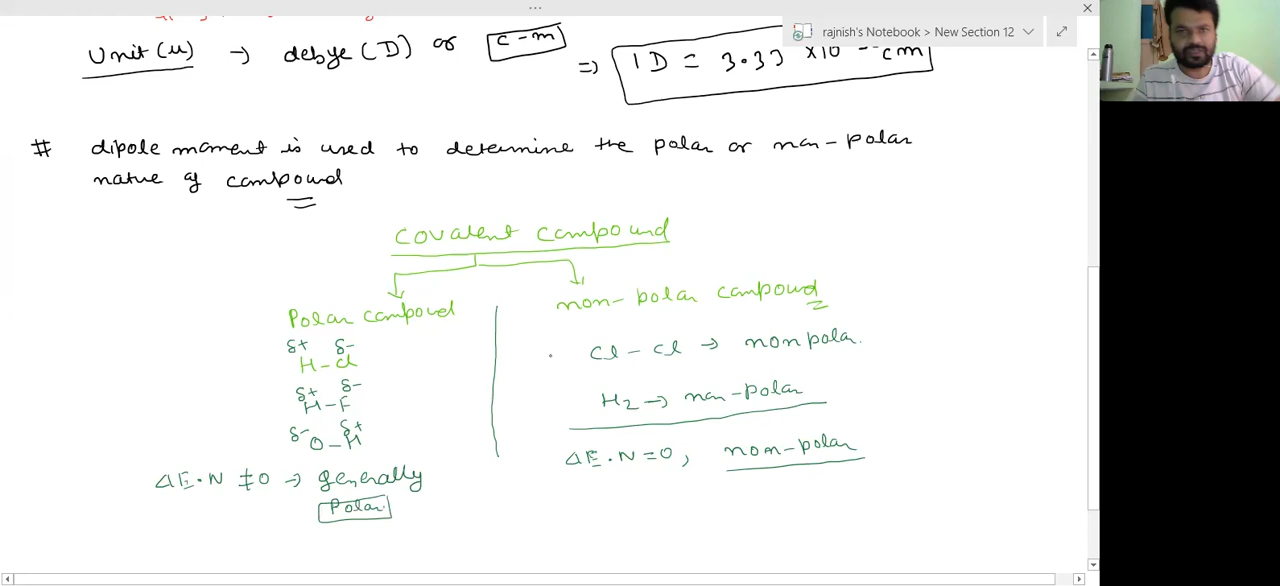 rajnish's Notebook > New Section 12
Unit (μ) → debye (D) or c-m
⇒ 1 D = 3.33 ×10 cm
# dipole moment is used to determine the polar or non-polar
nature of compound
covalent compound
Polar compound
non-polar compound
δ+ δ-
H-Cl
δ+ δ-
H-F
δ- δ+
O-H
ΔE.N ≠0 → generally
Polar.
Cl - Cl → nonpolar.
H2 → non-polar
ΔE.N=0, non-polar